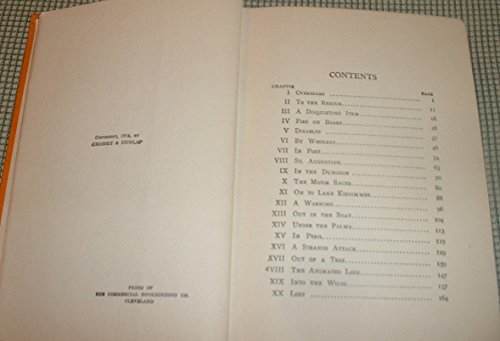 COPYRIGHT, 1914, BY
GROSSET & DUNLAP
PRESS OF
THE COMMERCIAL BOOKBINDING CO.
CLEVELAND
CONTENTS
CHAPTER PAGE
I OVERBOARD 1
II TO THE RESCUE 11
III A DISQUIETING ITEM 18
IV FIRE ON BOARD 28
V DISABLED 37
VI BY WIRELESS 46
VII IN PORT 54
VIII ST. AUGUSTINE 63
IX IN THE DUNGEON 70
X THE MOTOR RACES 80
XI ON TO LAKE KISSIMMEE 88
XII A WARNING 96
XIII OUT IN THE BOAT 104
XIV UNDER THE PALMS 113
XV IN PERIL 119
XVI A STRANGE ATTACK 129
XVII OUT OF A TREE 139
XVIII THE ANIMATED LOGS 147
XIX INTO THE WILDS 157
XX LOST 164